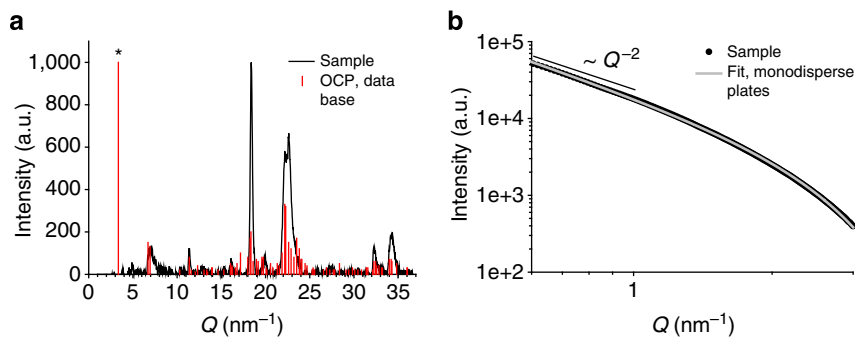 a
*
1,000
800
600
400
200
0
Intensity (a.u.)
0 5 10 15 20 25 30 35
Q (nm−1)
Sample
OCP, data
base
b
1e+5
1e+4
1e+3
1e+2
Intensity (a.u.)
~ Q−2
Sample
Fit, monodisperse
plates
1
Q (nm−1)